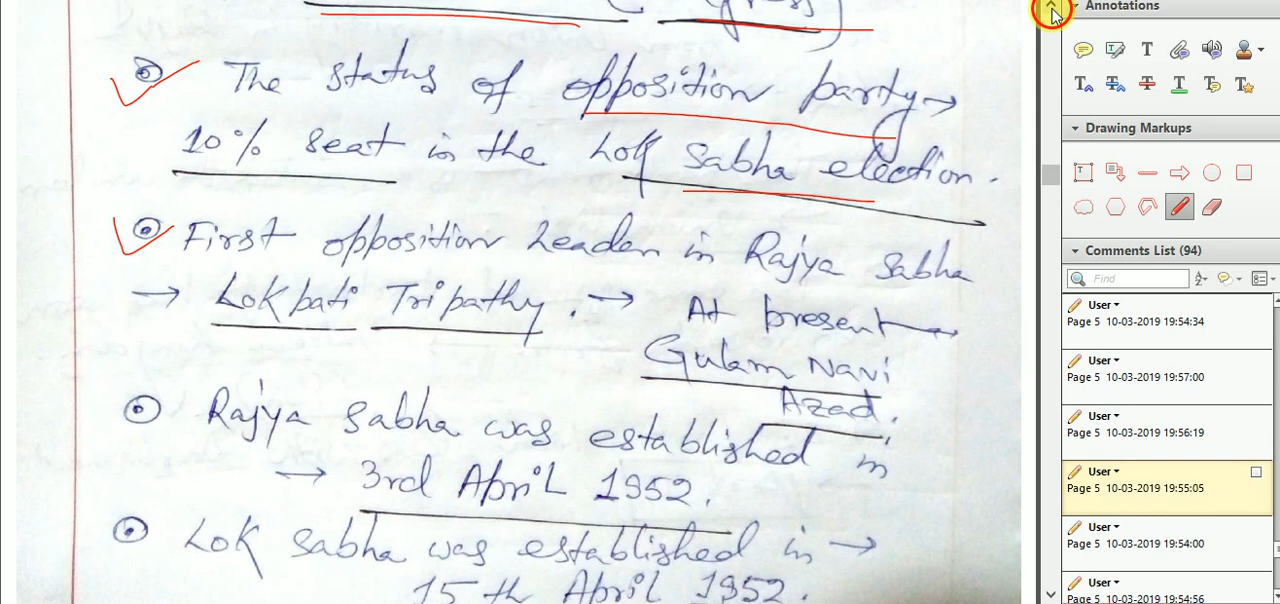 The status of opposition party →
10% seat in the Lok Sabha election.
First opposition Leader in Rajya Sabha
→ Lok pati Tripathy. → At present →
Gulam Navi
Azad.
Rajya Sabha was established in
→ 3rd April 1952.
Lok Sabha was established in →
15th April 1952.
Annotations
Drawing Markups
Comments List (94)
Find
User
Page 5 10-03-2019 19:54:34
User
Page 5 10-03-2019 19:57:00
User
Page 5 10-03-2019 19:56:19
User
Page 5 10-03-2019 19:55:05
User
Page 5 10-03-2019 19:54:00
User
Page 5 10-03-2019 19:54:56